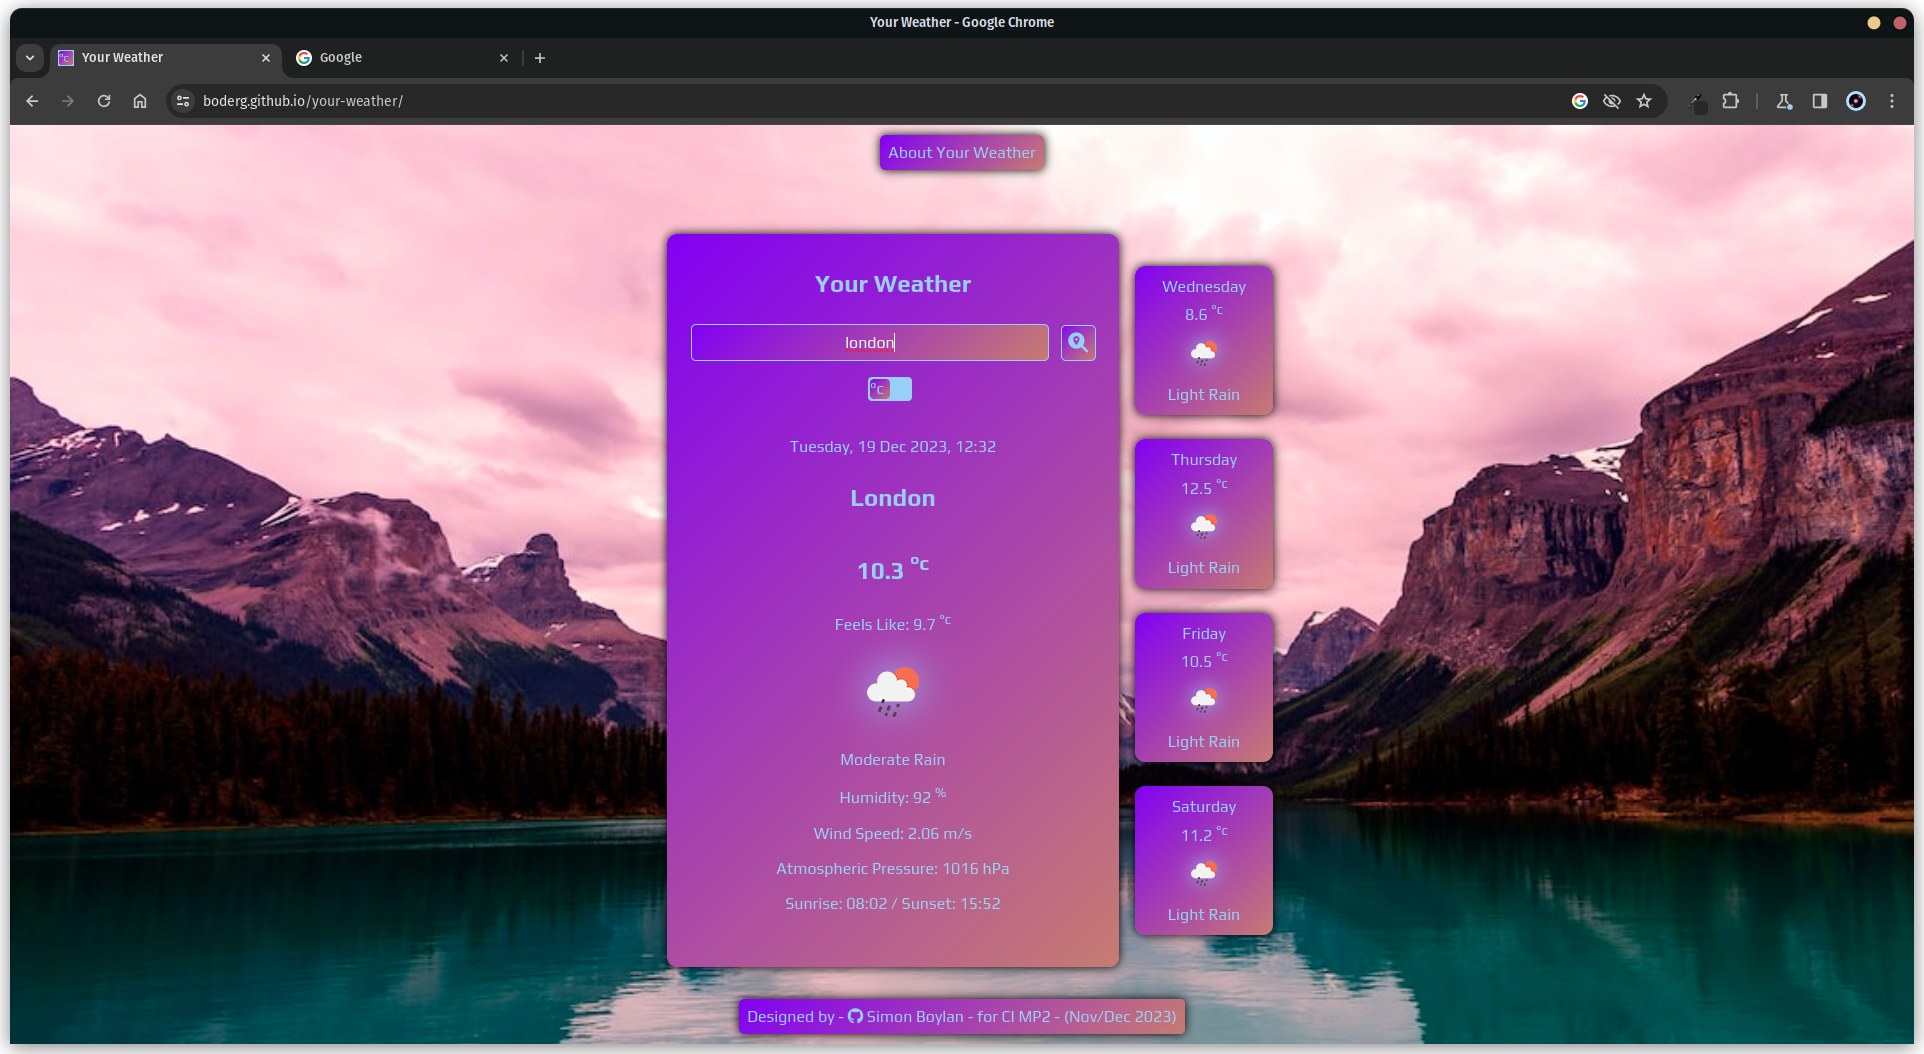 Your Weather - Google Chrome
Your Weather
Google
boderg.github.io/your-weather/
About Your Weather
Your Weather
london
°C
Tuesday, 19 Dec 2023, 12:32
London
10.3 °C
Feels Like: 9.7 °C
Moderate Rain
Humidity: 92 %
Wind Speed: 2.06 m/s
Atmospheric Pressure: 1016 hPa
Sunrise: 08:02 / Sunset: 15:52
Wednesday
8.6 °C
Light Rain
Thursday
12.5 °C
Light Rain
Friday
10.5 °C
Light Rain
Saturday
11.2 °C
Light Rain
Designed by - Simon Boylan - for CI MP2 - (Nov/Dec 2023)